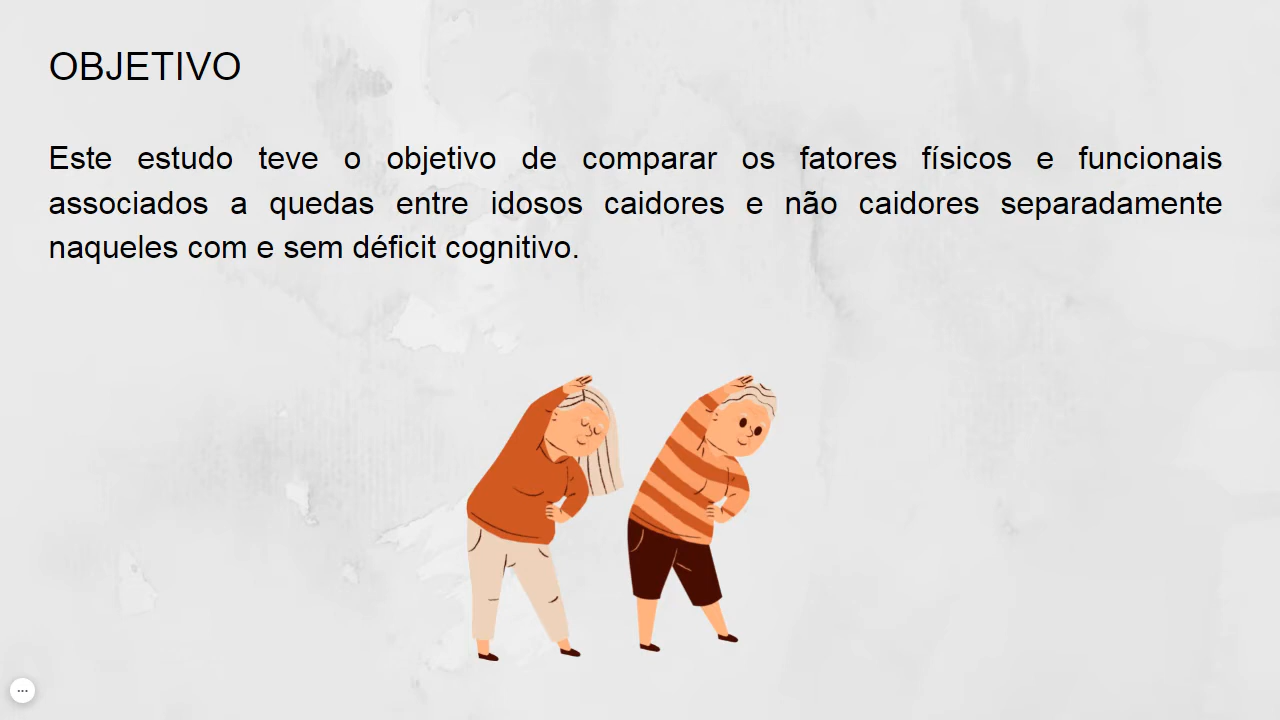 OBJETIVO
Este estudo teve o objetivo de comparar os fatores físicos e funcionais
associados a quedas entre idosos caidores e não caidores separadamente
naqueles com e sem déficit cognitivo.